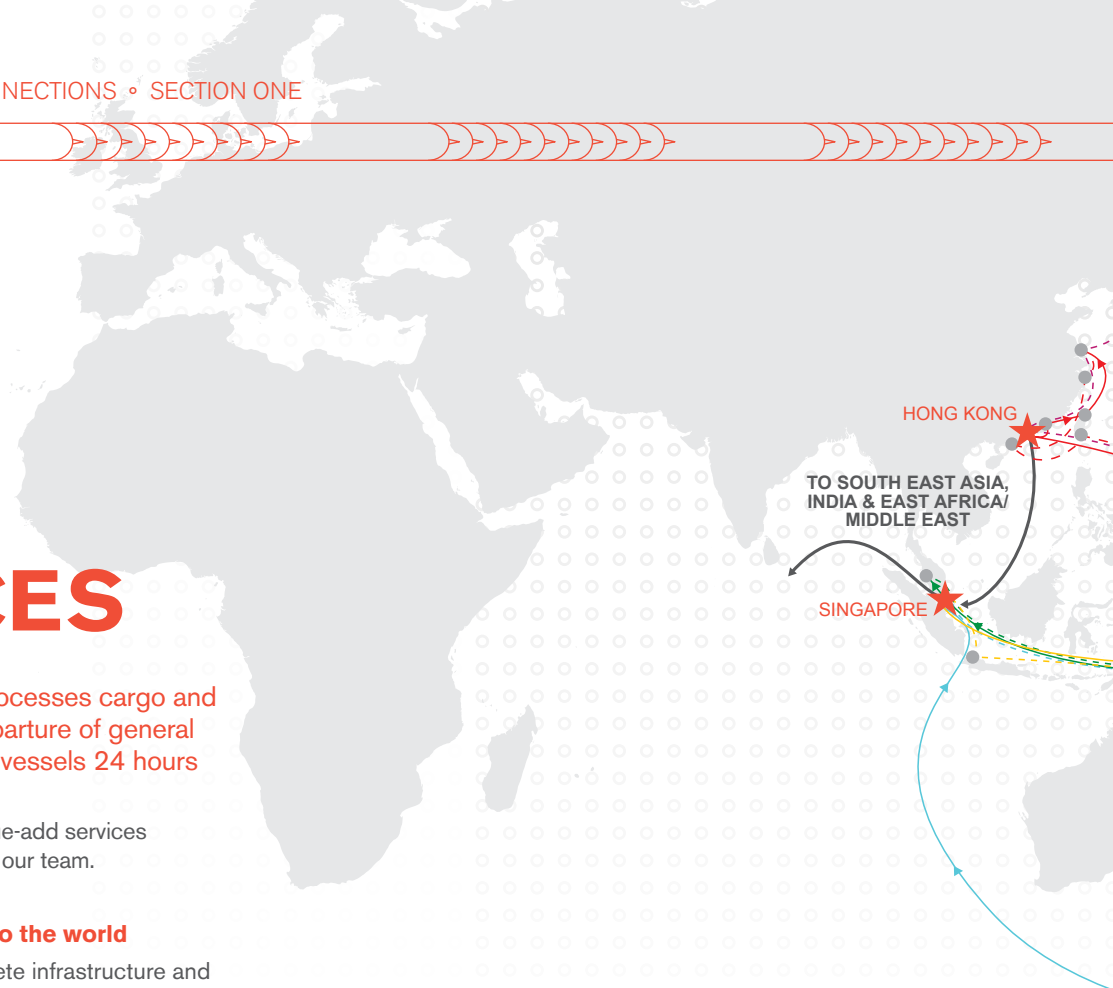 NECTIONS ° SECTION ONE
HONG KONG
TO SOUTH EAST ASIA,
INDIA & EAST AFRICA/
MIDDLE EAST
SINGAPORE
CES
ocesses cargo and
parture of general
vessels 24 hours
e-add services
our team.
o the world
ete infrastructure and